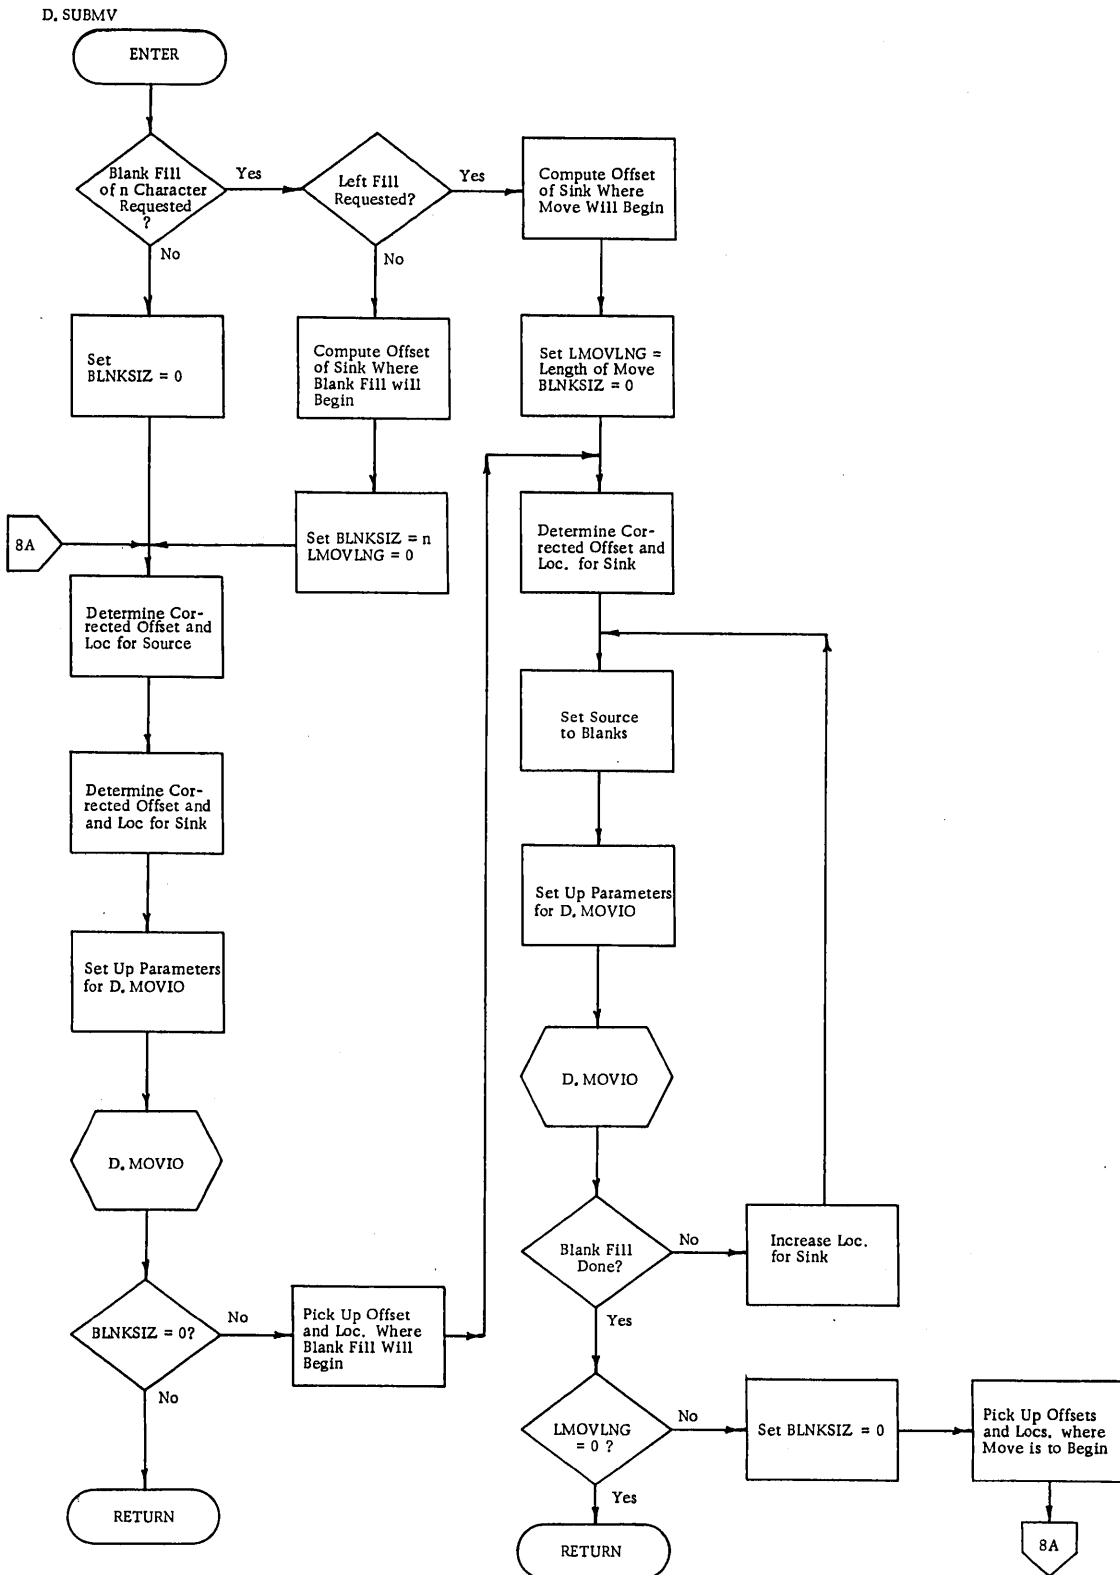 D. SUBMV
ENTER
Blank Fill
of n Character
Requested
?
Yes
No
Left Fill
Requested?
Yes
No
Compute Offset
of Sink Where
Move Will Begin
Set
BLNKSIZ = 0
Compute Offset
of Sink Where
Blank Fill will
Begin
Set LMOVLNG =
Length of Move
BLNKSIZ = 0
8A
Set BLNKSIZ = n
LMOVLNG = 0
Determine Cor-
rected Offset and
Loc. for Sink
Determine Cor-
rected Offset and
Loc for Source
Set Source
to Blanks
Determine Cor-
rected Offset and
and Loc for Sink
Set Up Parameters
for D. MOVIO
Set Up Parameters
for D. MOVIO
D. MOVIO
D. MOVIO
Blank Fill
Done?
No
Yes
Increase Loc.
for Sink
BLNKSIZ = 0?
No
No
Pick Up Offset
and Loc. Where
Blank Fill Will
Begin
LMOVLNG
= 0 ?
No
Yes
Set BLNKSIZ = 0
Pick Up Offsets
and Locs. where
Move is to Begin
RETURN
RETURN
8A